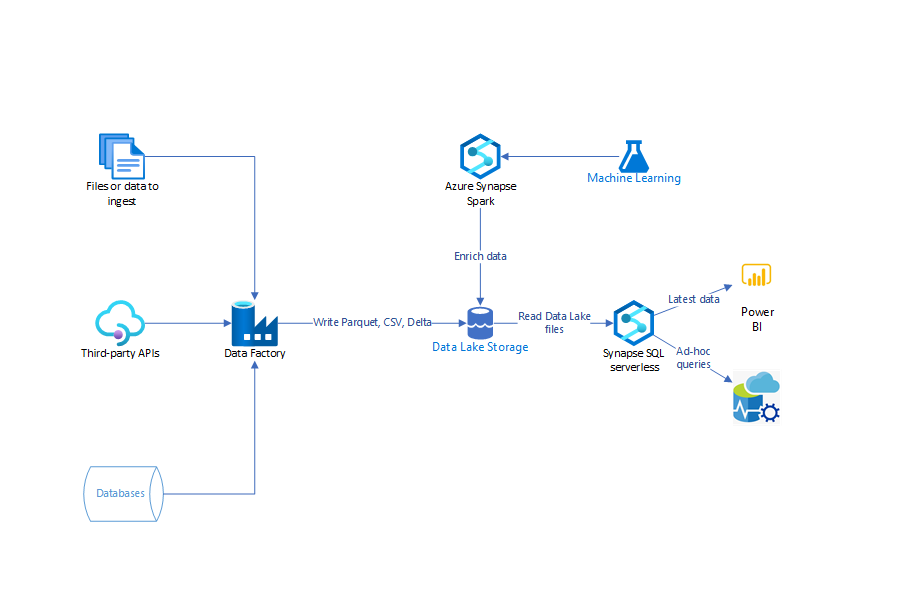 Files or data to
ingest
Azure Synapse
Spark
Machine Learning
Enrich data
Latest data
Power
BI
Third-party APIs
Data Factory
Write Parquet, CSV, Delta
Data Lake Storage
Read Data Lake
files
Synapse SQL
serverless
Ad-hoc
queries
Databases